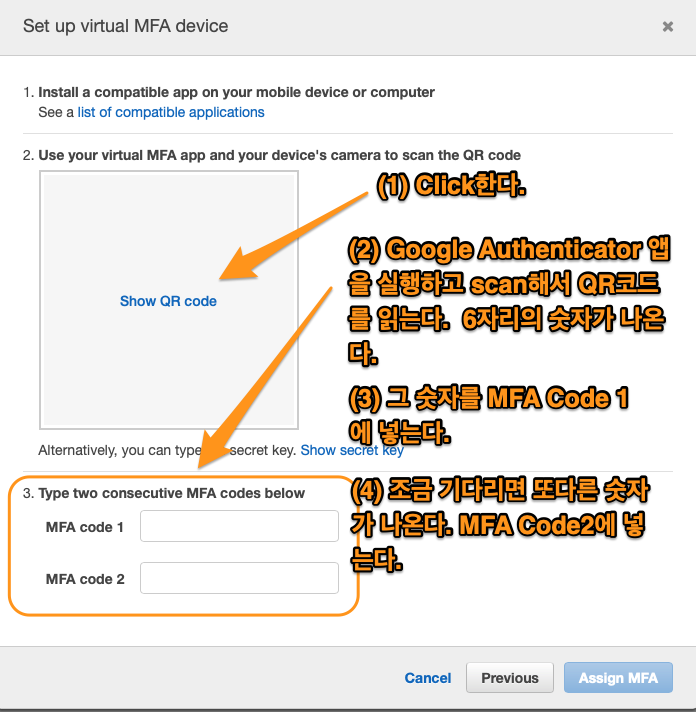 Set up virtual MFA device
1. Install a compatible app on your mobile device or computer
See a list of compatible applications
2. Use your virtual MFA app and your device's camera to scan the QR code
(1) Click한다.
Show QR code
(2) Google Authenticator 앱
을 실행하고 scan해서 QR코드
를 읽는다. 6자리의 숫자가 나온
다.
(3) 그 숫자를 MFA Code 1
에 넣는다.
Alternatively, you can type secret key. Show secret key
3. Type two consecutive MFA codes below
MFA code 1
MFA code 2
(4) 조금 기다리면 또다른 숫자
가 나온다. MFA Code2에 넣
는다.
Cancel
Previous
Assign MFA